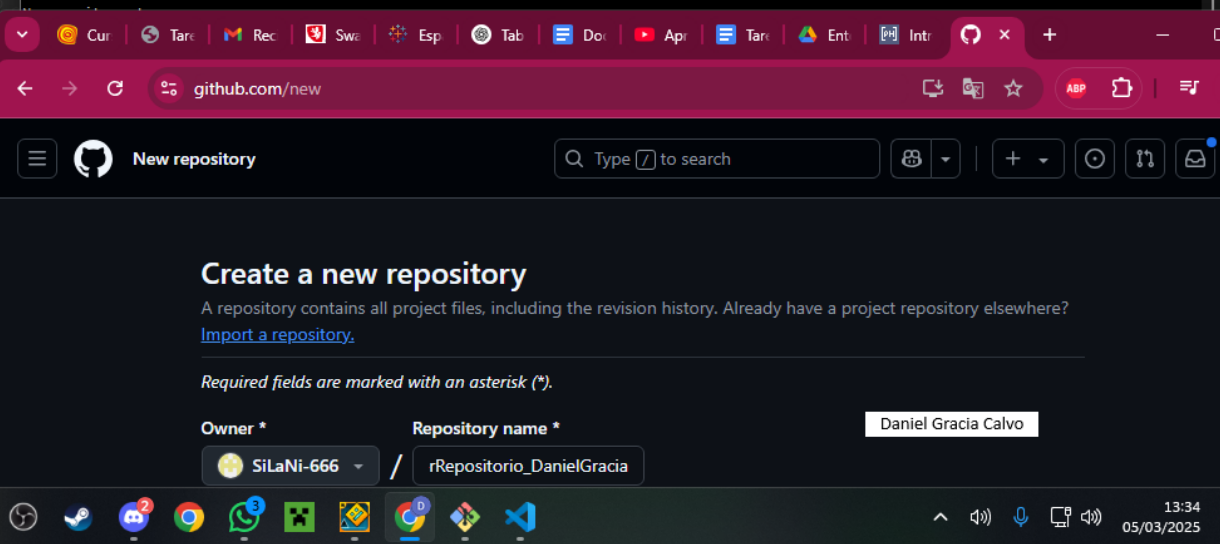 Cur
Tare
Rec
Swa
Esp
Tab
Doc
Apr
Tare
Ent
Intr
github.com/new
ABP
New repository
Type / to search
Create a new repository
A repository contains all project files, including the revision history. Already have a project repository elsewhere?
Import a repository.
Required fields are marked with an asterisk (*).
Owner *
Repository name *
Daniel Gracia Calvo
SiLaNi-666 / rRepositorio_DanielGracia
2
3
D
13:34
05/03/2025